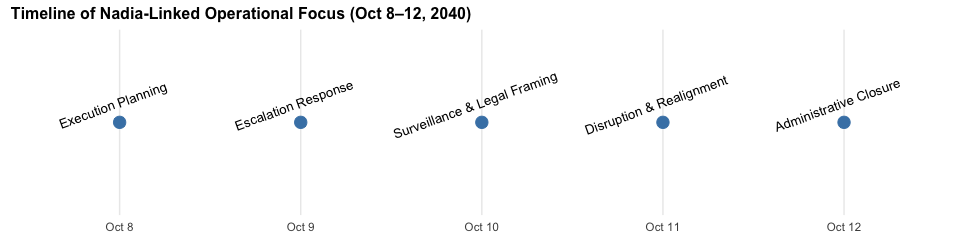 Timeline of Nadia-Linked Operational Focus (Oct 8–12, 2040)
Execution Planning
Escalation Response
Surveillance & Legal Framing
Disruption & Realignment
Administrative Closure
Oct 8
Oct 9
Oct 10
Oct 11
Oct 12